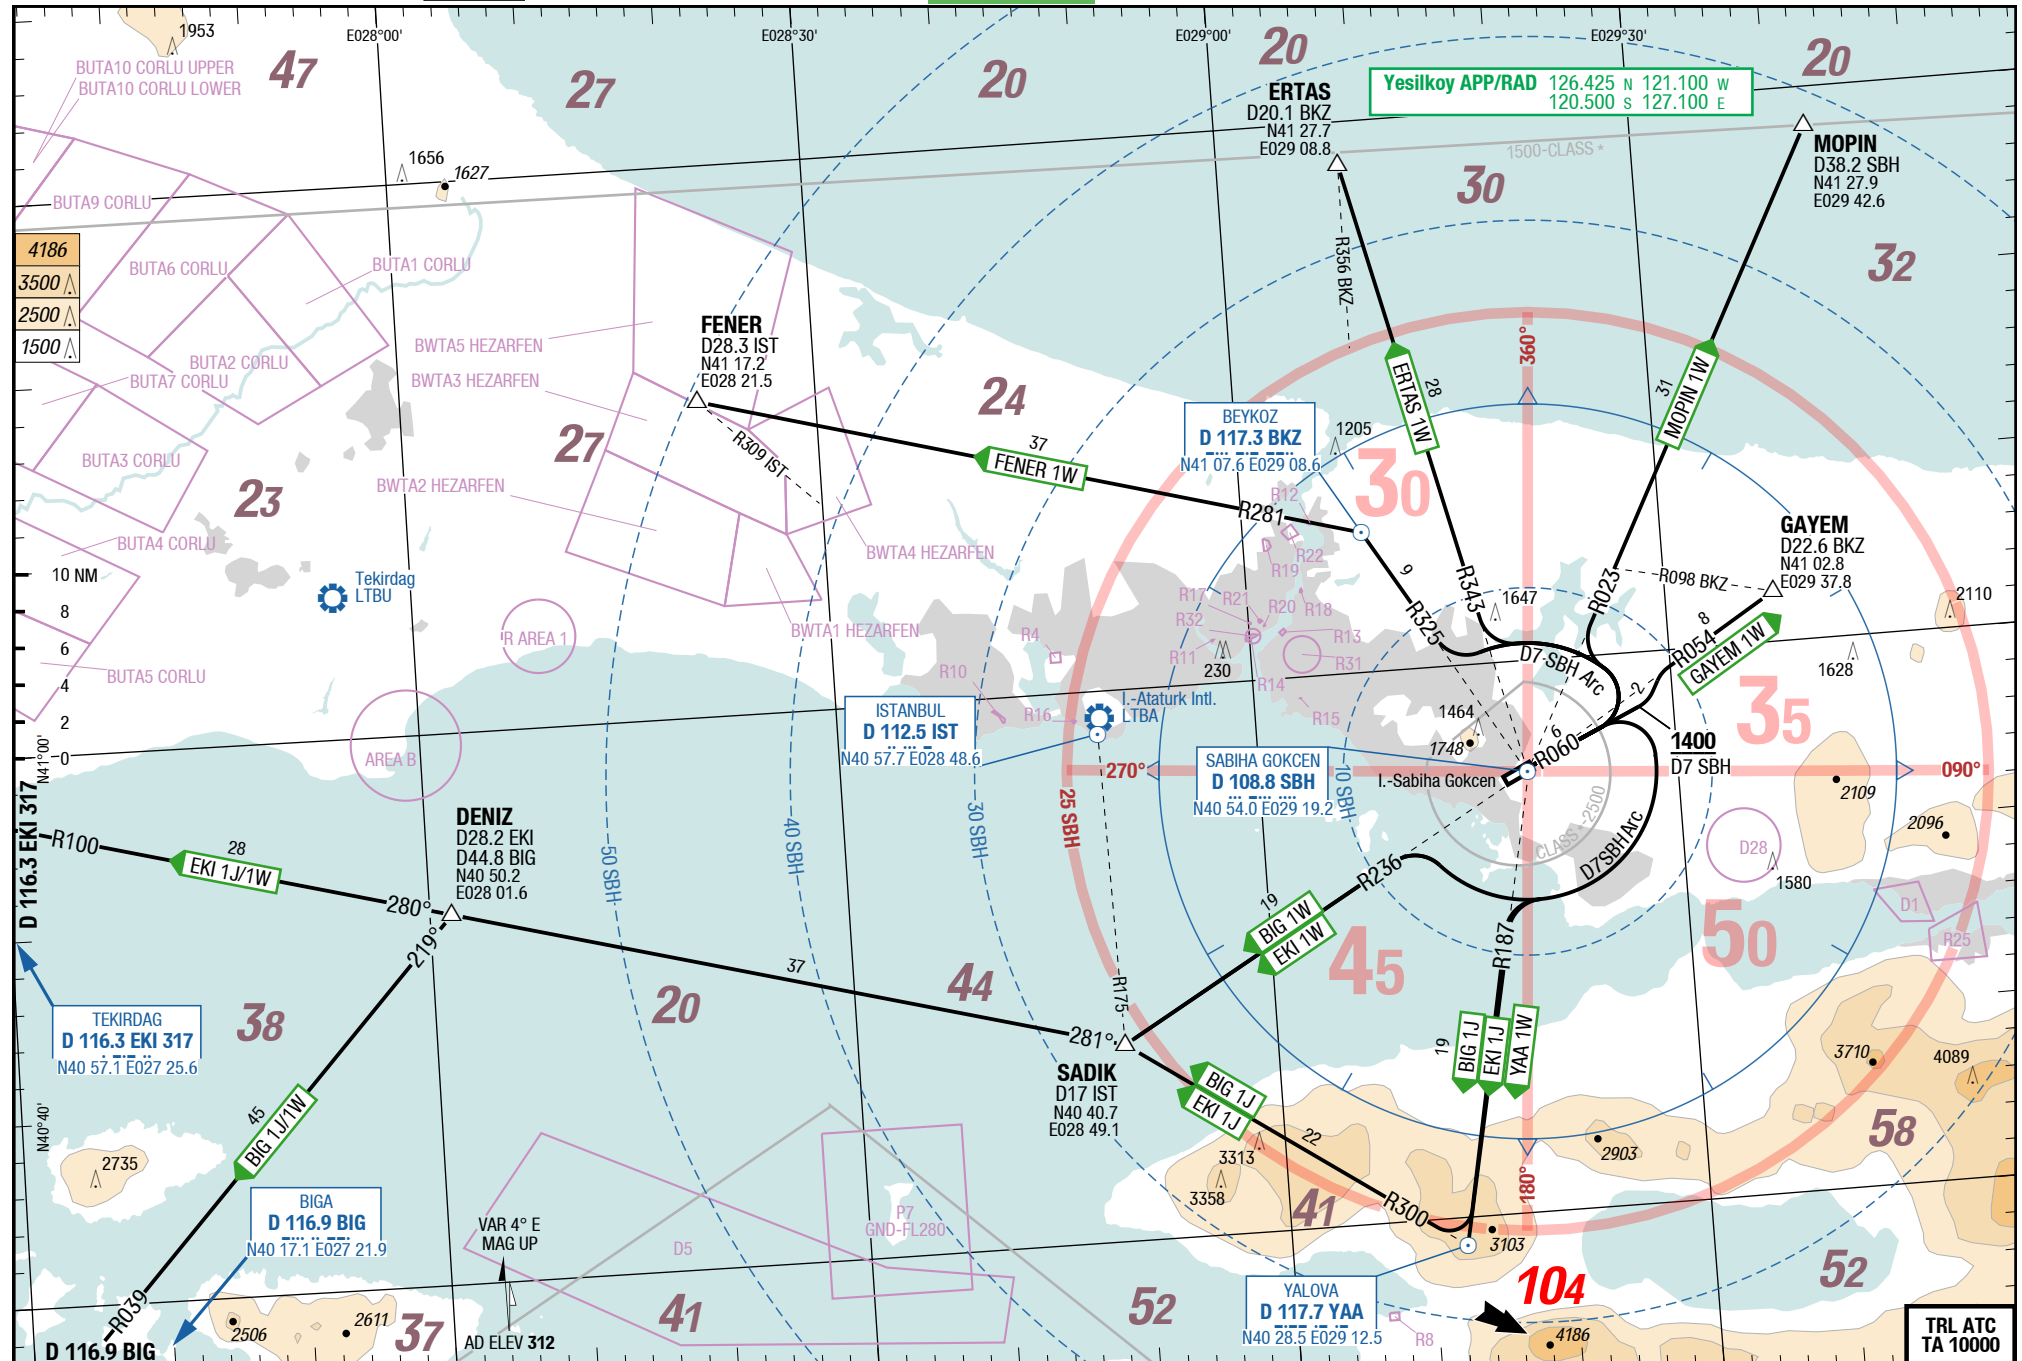 1953
E028°00'
E028°30'
E029°00'
E029°30'
BUTA10 CORLU UPPER
BUTA10 CORLU LOWER
47
27
20
20
20
Yesilkoy APP/RAD 126.425 N 121.100 W
120.500 S 127.100 E
ERTAS
D20.1 BKZ
N41 27.7
E029 08.8
MOPIN
D38.2 SBH
N41 27.9
E029 42.6
1500-CLASS *
1656
1627
30
32
BUTA9 CORLU
BUTA6 CORLU
BUTA1 CORLU
4186
3500
2500
1500
R356 BKZ
360°
FENER
D28.3 IST
N41 17.2
E028 21.5
BWTA5 HEZARFEN
BWTA3 HEZARFEN
BUTA2 CORLU
BUTA7 CORLU
24
27
ERTAS 1W
28
MOPIN 1W
31
BEYKOZ
D 117.3 BKZ
N41 07.6 E029 08.6
1205
R309 IST
37
FENER 1W
BUTA3 CORLU
BWTA2 HEZARFEN
23
30
R12
R281
GAYEM
D22.6 BKZ
N41 02.8
E029 37.8
BUTA4 CORLU
BWTA4 HEZARFEN
R22
R19
9
R343
R023
R098 BKZ
10 NM
8
6
4
2
0
Tekirdag
LTBU
R17
R21
R20
R18
R32
R13
R11
R31
R14
R15
230
R325
1647
8
2110
R054
GAYEM 1W
1628
BWTA1 HEZARFEN
R AREA 1
R4
R10
R16
D7 SBH Arc
2
BUTA5 CORLU
I.-Ataturk Intl.
LTBA
ISTANBUL
D 112.5 IST
N40 57.7 E028 48.6
1464
1748
6
R060
1400
D7 SBH
35
AREA B
N41°00'
SABIHA GOKCEN
D 108.8 SBH
N40 54.0 E029 19.2
I.-Sabiha Gokcen
270°
090°
10 SBH
25 SBH
30 SBH
40 SBH
50 SBH
CLASS *-2500
D7SBH Arc
2109
2096
D28
1580
D 116.3 EKI 317
R100
28
EKI 1J/1W
280°
DENIZ
D28.2 EKI
D44.8 BIG
N40 50.2
E028 01.6
219°
R236
19
BIG 1W
EKI 1W
D1
R25
50
45
R187
37
44
20
38
R175
281°
SADIK
D17 IST
N40 40.7
E028 49.1
TEKIRDAG
D 116.3 EKI 317
N40 57.1 E027 25.6
19
BIG 1J
EKI 1J
YAA 1W
3710
4089
BIG 1J
EKI 1J
22
N40°40'
45
BIG 1J/1W
2735
3313
3358
2903
58
180°
41
R300
3103
BIGA
D 116.9 BIG
N40 17.1 E027 21.9
VAR 4° E
MAG UP
D5
P7
GND-FL280
104
52
52
YALOVA
D 117.7 YAA
N40 28.5 E029 12.5
R8
4186
R039
D 116.9 BIG
2506
2611
37
AD ELEV 312
41
TRL ATC
TA 10000